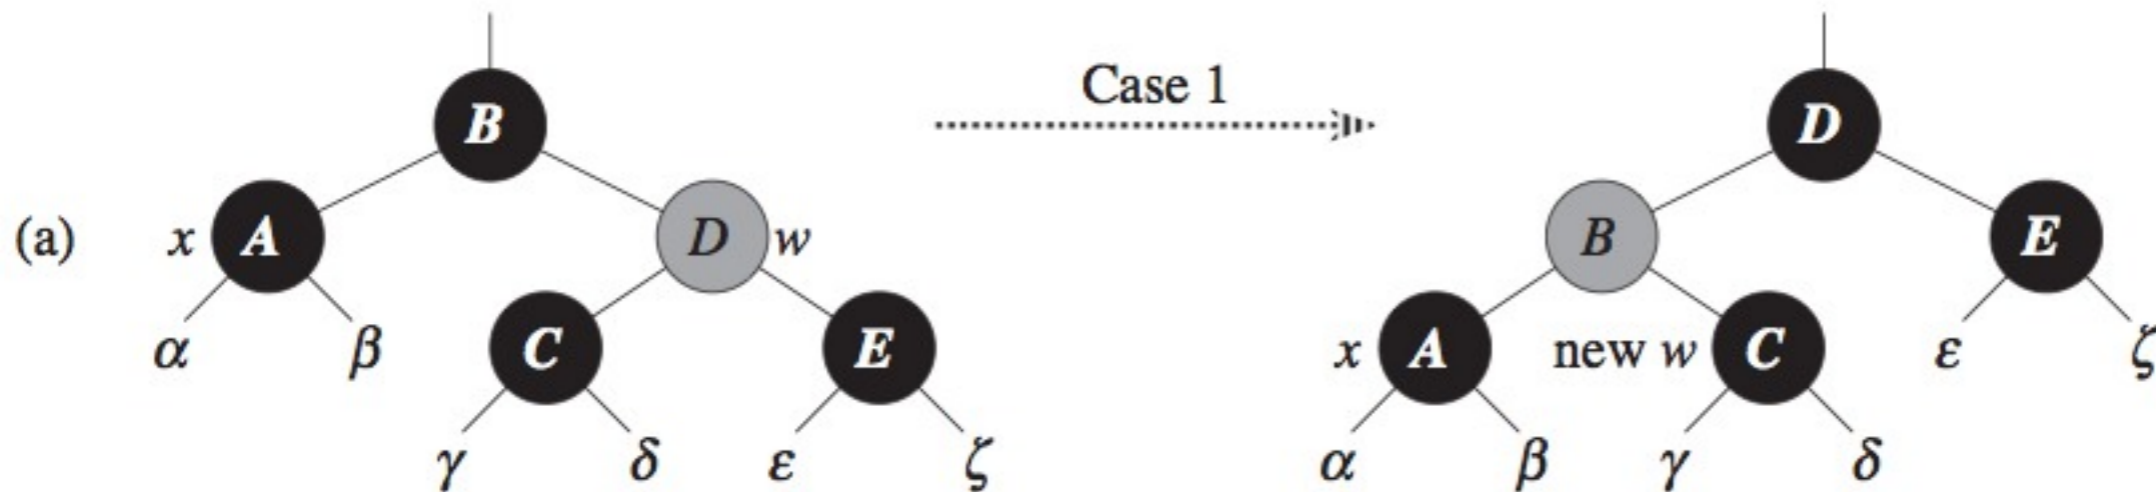 Case 1
B D
(a) x A D w B E
α β C E x A new w C ε ζ
γ δ ε ζ α β γ δ